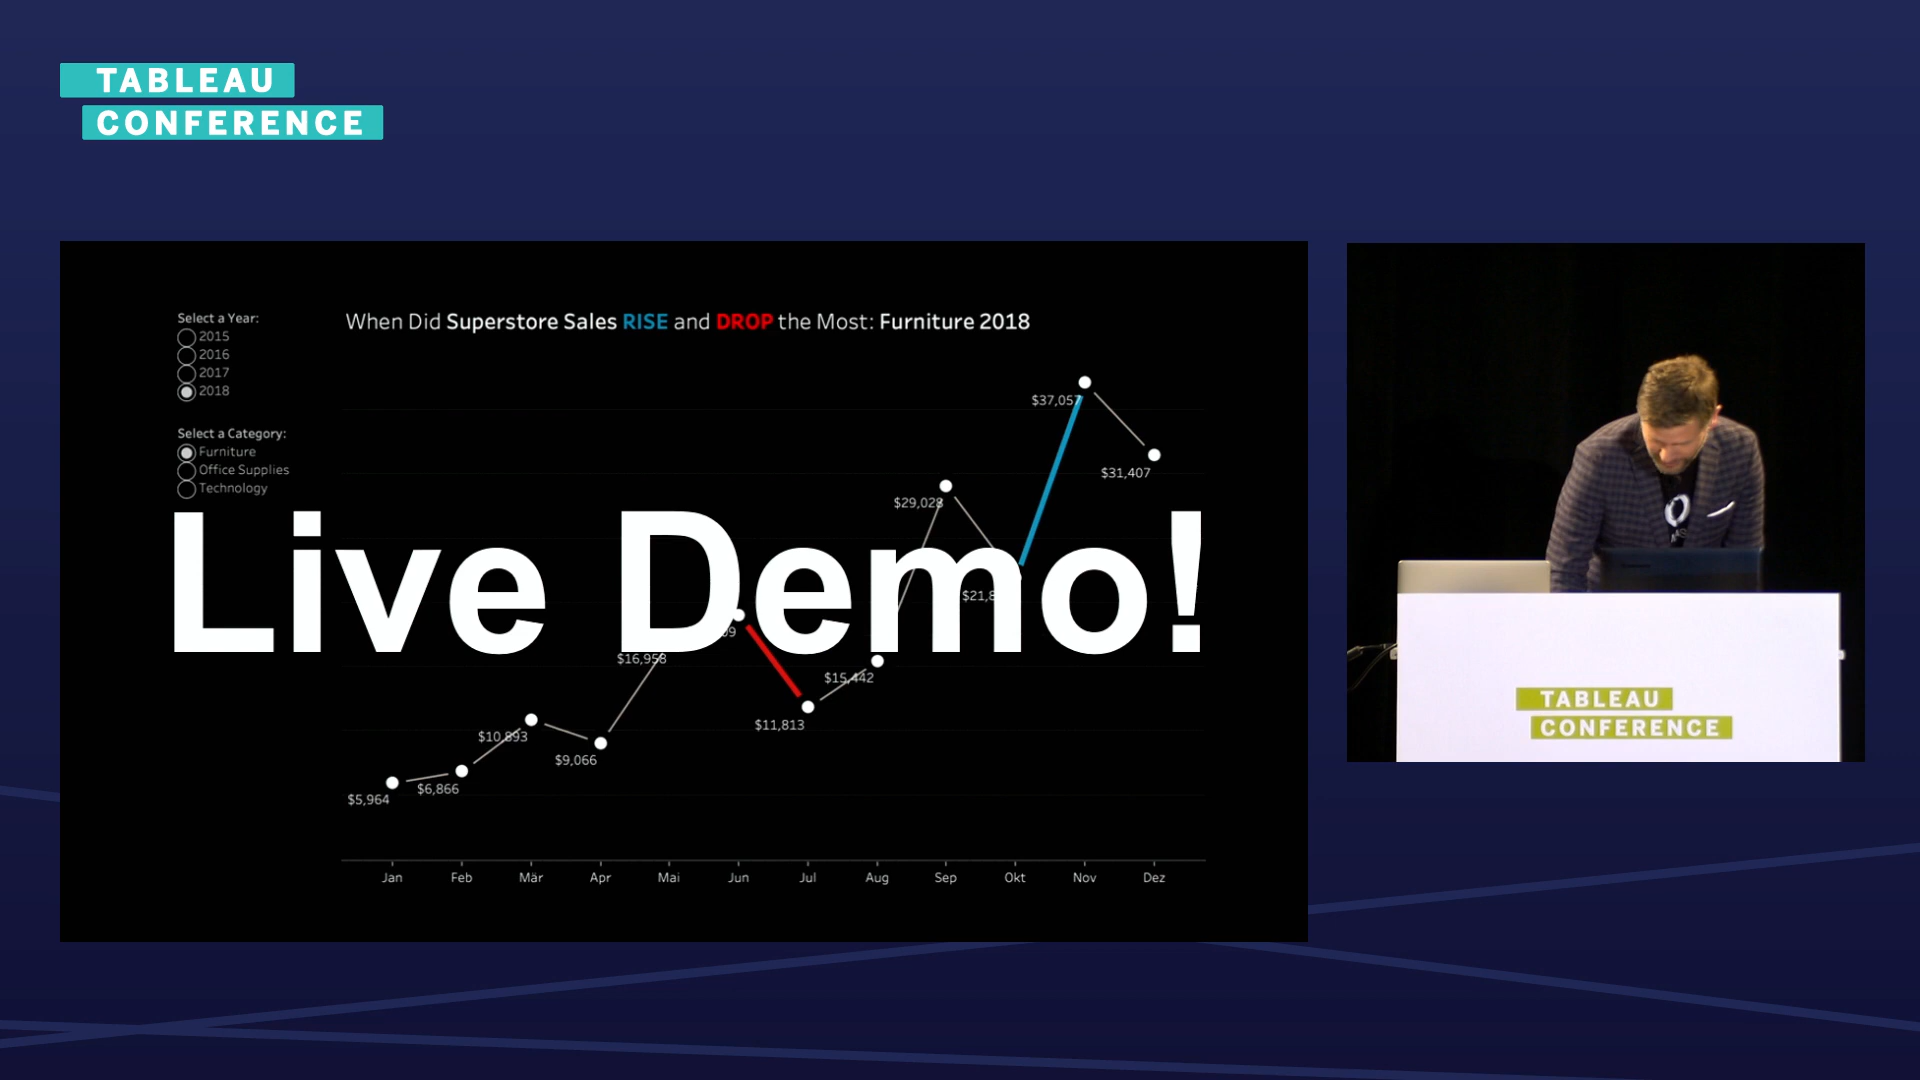 TABLEAU
CONFERENCE
Select a Year:
2015
2016
2017
2018
Select a Category:
Furniture
Office Supplies
Technology
When Did Superstore Sales RISE and DROP the Most: Furniture 2018
$37,057
$31,407
$29,028
Live Demo!
$16,958
$15,442
$11,813
$10,893
$9,066
$6,866
$5,964
Jan Feb Mär Apr Mai Jun Jul Aug Sep Okt Nov Dez
TABLEAU
CONFERENCE